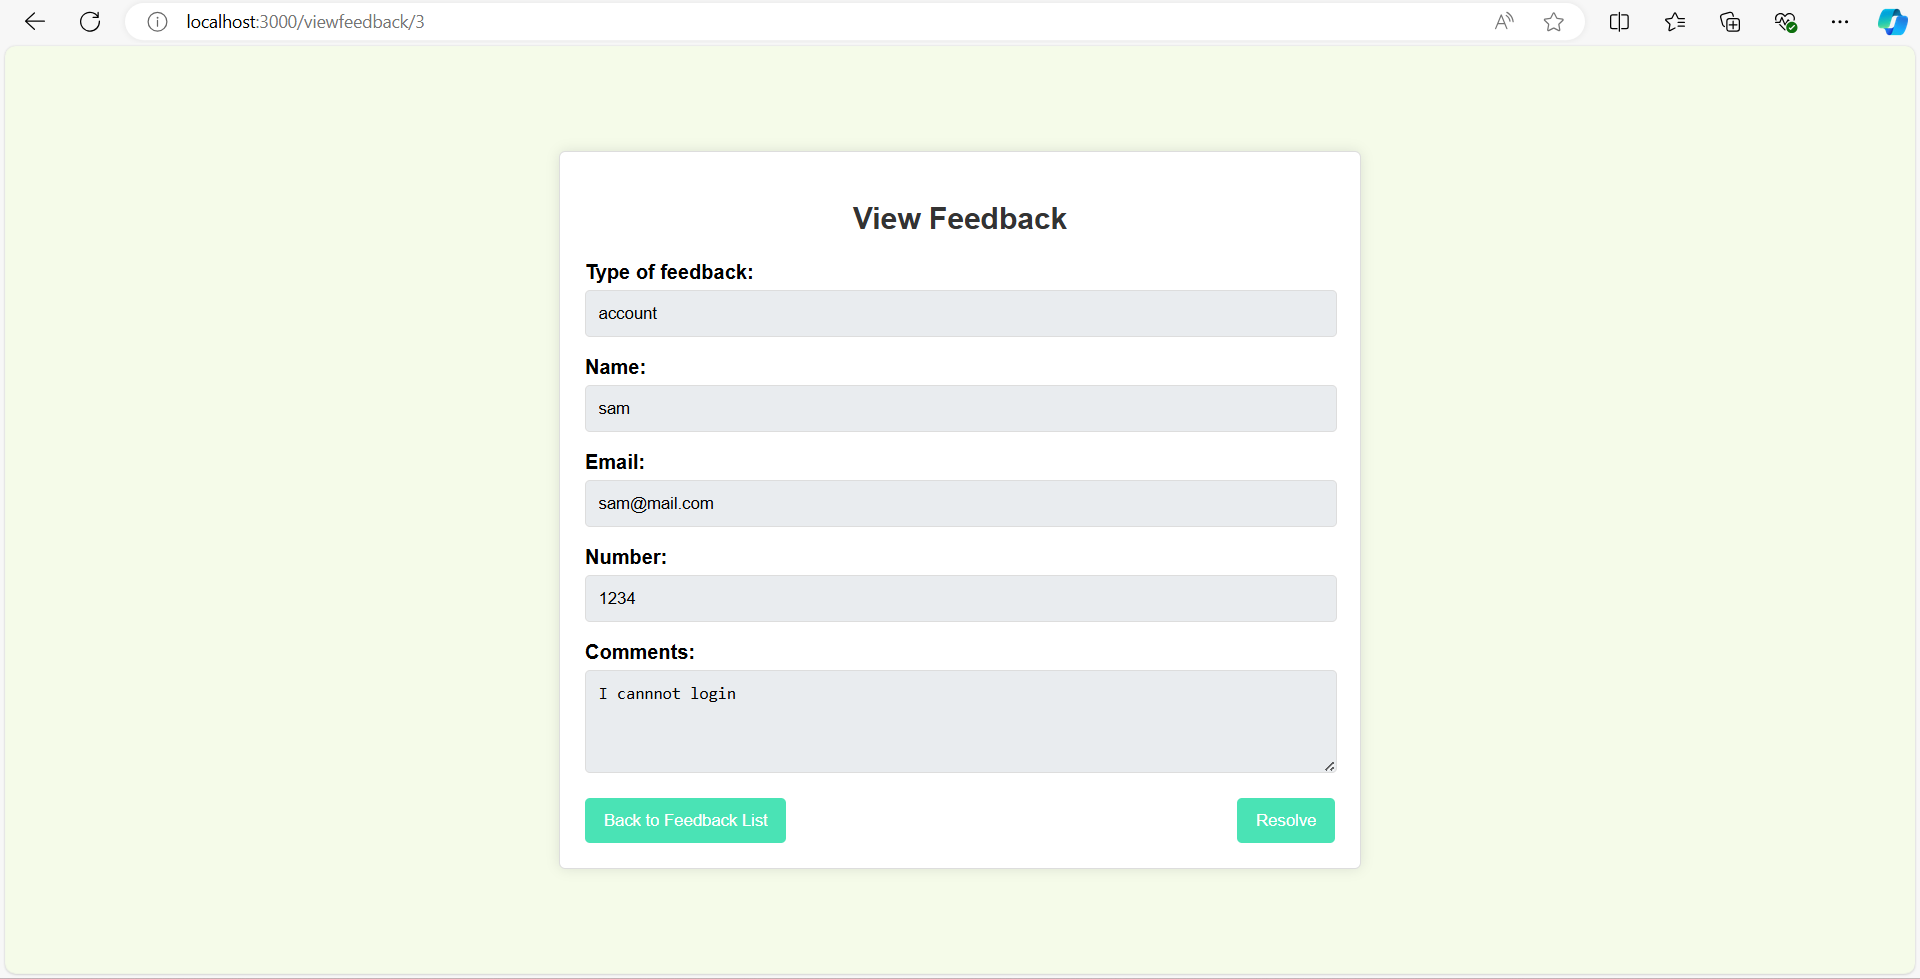 localhost:3000/viewfeedback/3
View Feedback
Type of feedback:
account
Name:
sam
Email:
sam@mail.com
Number:
1234
Comments:
I cannnot login
Back to Feedback List
Resolve